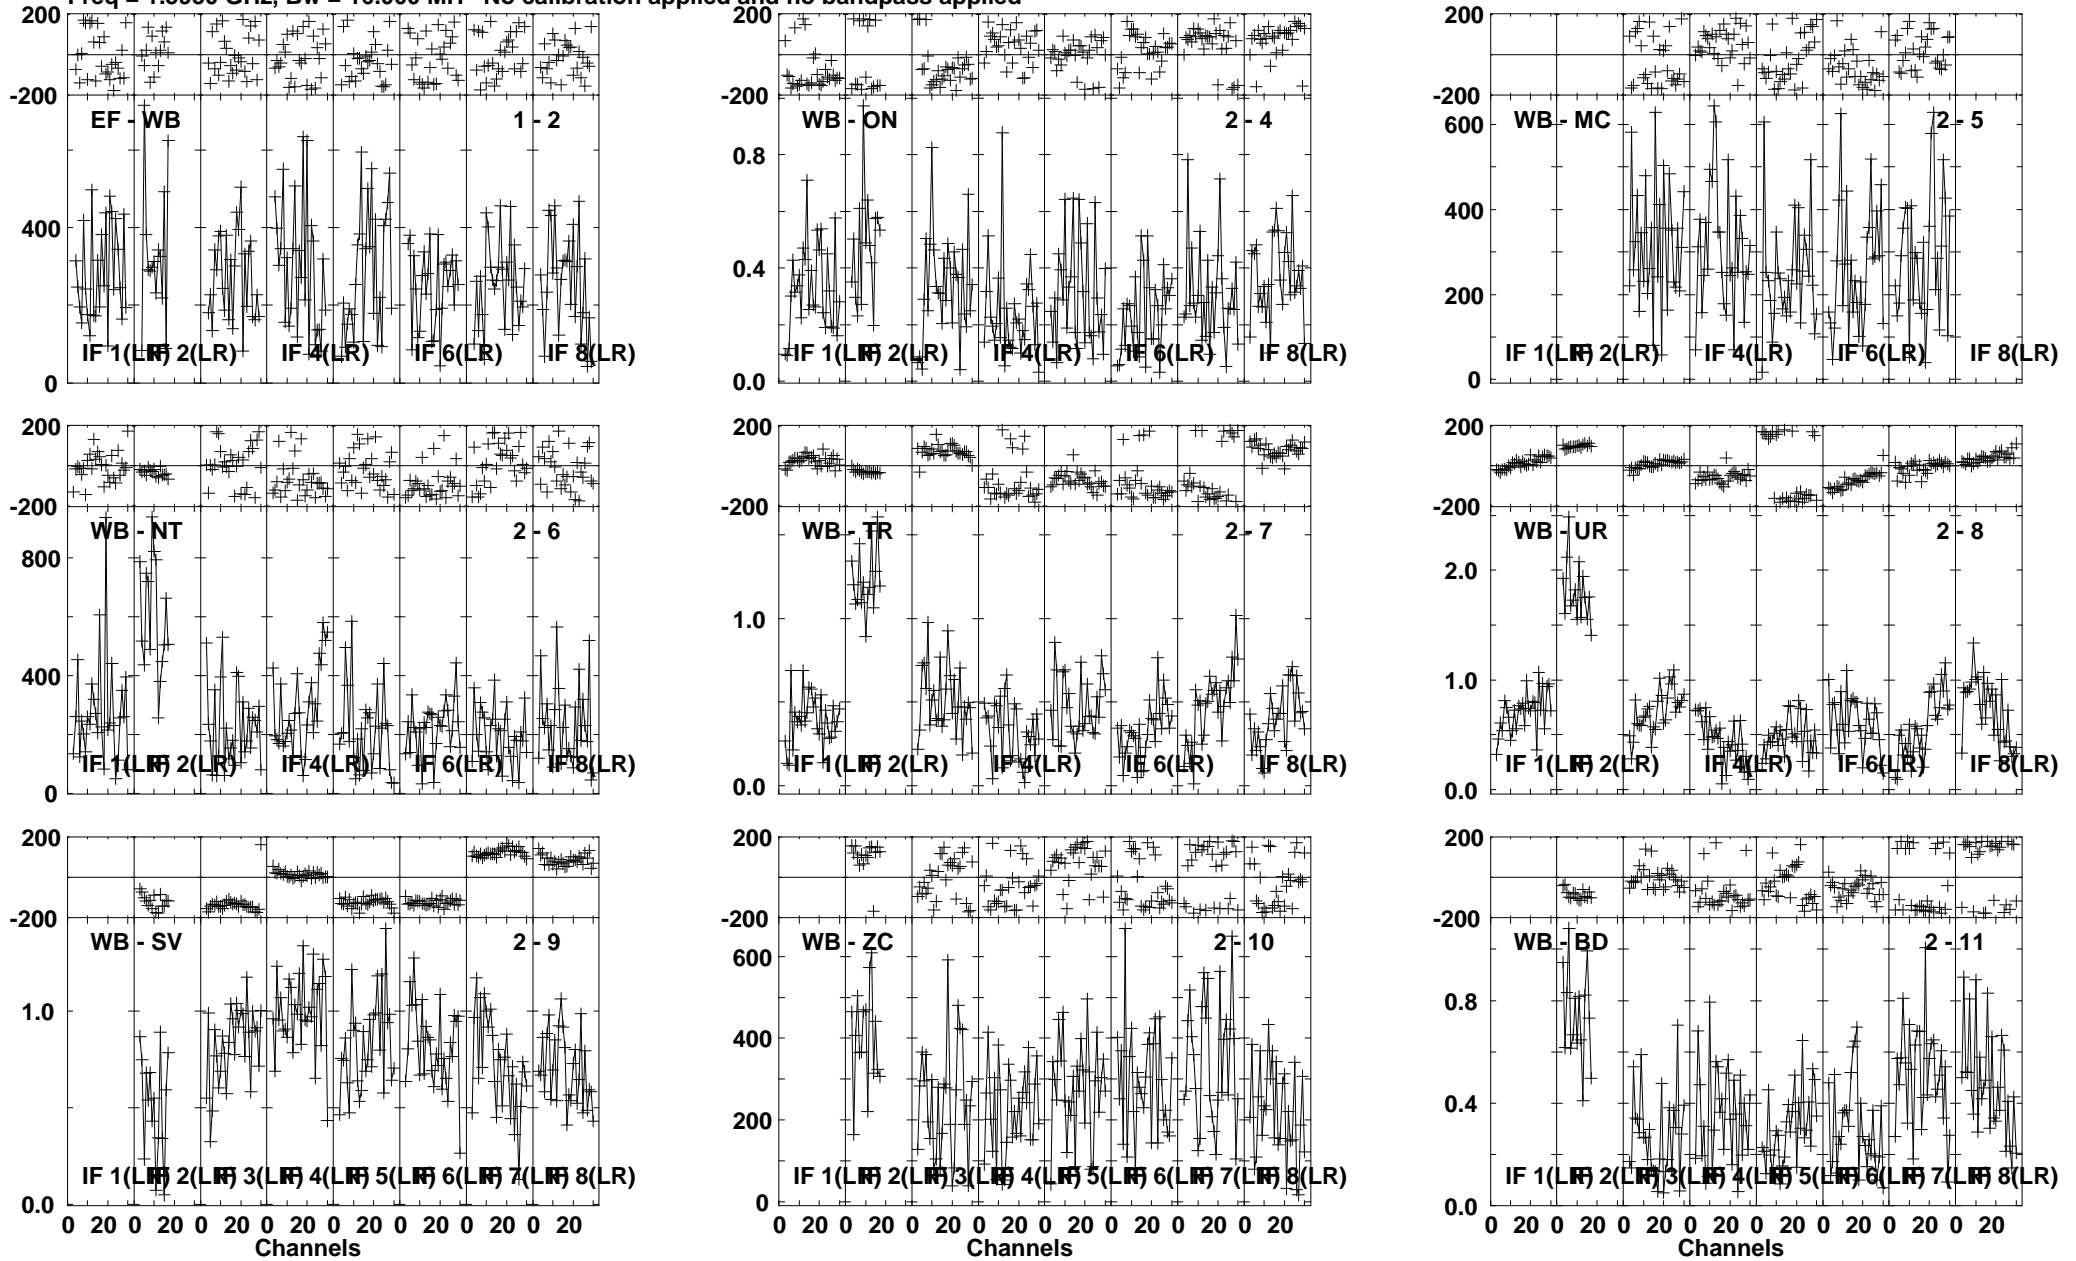 No calibration applied and no bandpass applied
200 200 200
-200 -200 -200
EF - WB 1 - 2 WB - ON 2 - 4 WB - MC 2 - 5
600
0.8
400 400
0.4
200
IF 1(LR) IF 2(LR) IF 4(LR) IF 6(LR) IF 8(LR) IF 1(LR) IF 2(LR) IF 4(LR) IF 6(LR) IF 8(LR) IF 1(LR) IF 2(LR) IF 4(LR) IF 6(LR) IF 8(LR)
0 0.0 0
200 200 200
-200 -200 -200
WB - NT 2 - 6 WB - TR 2 - 7 WB - UR 2 - 8
800 2.0
1.0
400 1.0
IF 1(LR) IF 2(LR) IF 4(LR) IF 6(LR) IF 8(LR) IF 1(LR) IF 2(LR) IF 4(LR) IF 6(LR) IF 8(LR) IF 1(LR) IF 2(LR) IF 4(LR) IF 6(LR) IF 8(LR)
0 0.0 0.0
200 200 200
-200 -200 -200
WB - SV 2 - 9 WB - ZC 2 - 10 WB - BD 2 - 11
600
1.0 0.8
400
0.4
200
IF 1(LR) IF 2(LR) IF 3(LR) IF 4(LR) IF 5(LR) IF 6(LR) IF 7(LR) IF 8(LR) IF 1(LR) IF 2(LR) IF 3(LR) IF 4(LR) IF 5(LR) IF 6(LR) IF 7(LR) IF 8(LR) IF 1(LR) IF 2(LR) IF 3(LR) IF 4(LR) IF 5(LR) IF 6(LR) IF 7(LR) IF 8(LR)
0.0 0 0.0
0 20 0 20 0 20 0 20 0 20 0 20 0 20 0 20 0 20 0 20 0 20 0 20 0 20 0 20 0 20 0 20 0 20 0 20 0 20 0 20 0 20 0 20 0 20 0 20
Channels Channels Channels